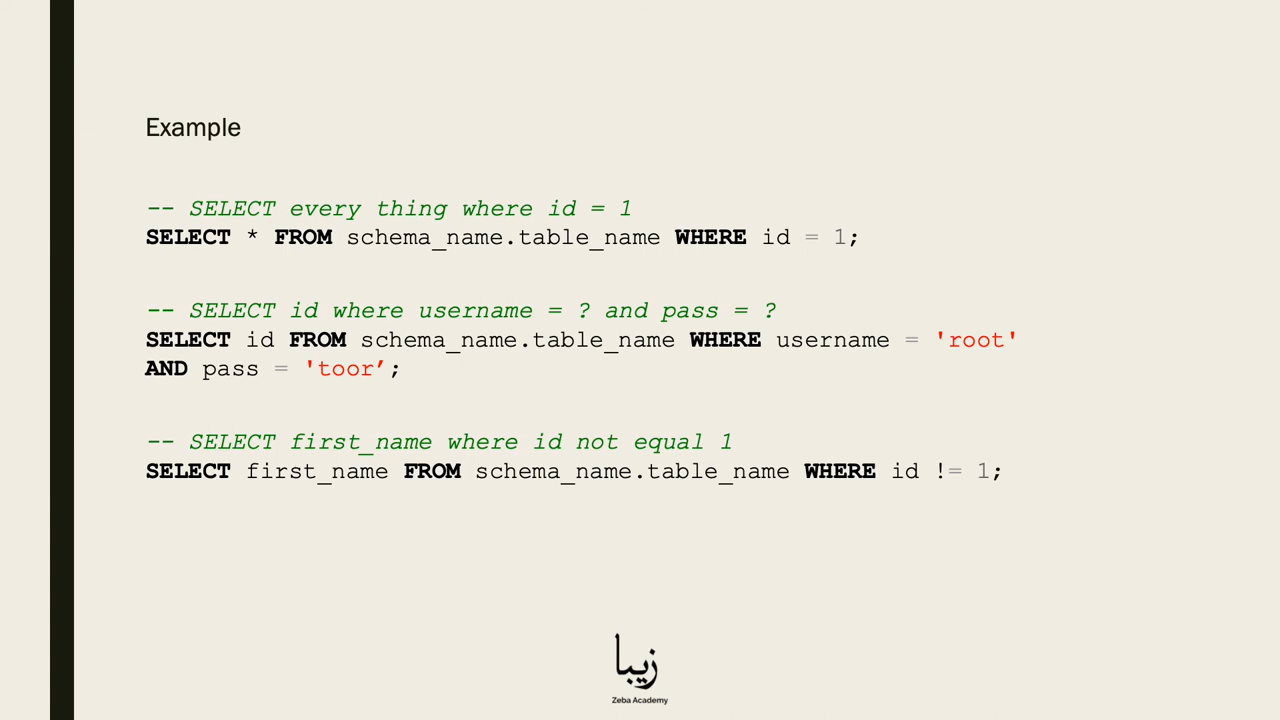 Example
-- SELECT every thing where id = 1
SELECT * FROM schema_name.table_name WHERE id = 1;
-- SELECT id where username = ? and pass = ?
SELECT id FROM schema_name.table_name WHERE username = 'root'
AND pass = 'toor’;
-- SELECT first_name where id not equal 1
SELECT first_name FROM schema_name.table_name WHERE id != 1;
زیبا
Zeba Academy